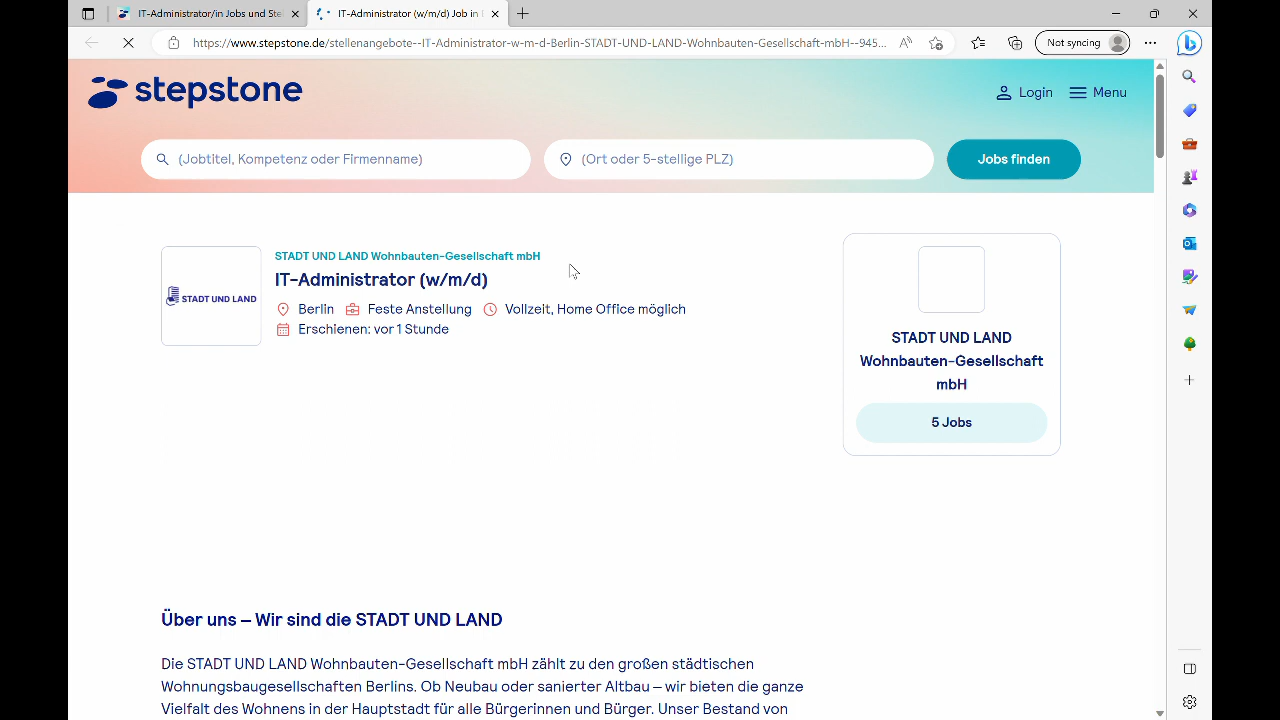 IT-Administrator/in Jobs und Ste
IT-Administrator (w/m/d) Job in
https://www.stepstone.de/stellenangebote--IT-Administrator-w-m-d-Berlin-STADT-UND-LAND-Wohnbauten-Gesellschaft-mbH--945...
Not syncing
stepstone
Login
Menu
(Jobtitel, Kompetenz oder Firmenname)
(Ort oder 5-stellige PLZ)
Jobs finden
STADT UND LAND
STADT UND LAND Wohnbauten-Gesellschaft mbH
IT-Administrator (w/m/d)
Berlin Feste Anstellung Vollzeit, Home Office möglich
Erschienen: vor 1 Stunde
STADT UND LAND
Wohnbauten-Gesellschaft
mbH
5 Jobs
Über uns – Wir sind die STADT UND LAND
Die STADT UND LAND Wohnbauten-Gesellschaft mbH zählt zu den großen städtischen
Wohnungsbaugesellschaften Berlins. Ob Neubau oder sanierter Altbau – wir bieten die ganze
Vielfalt des Wohnens in der Hauptstadt für alle Bürgerinnen und Bürger. Unser Bestand von